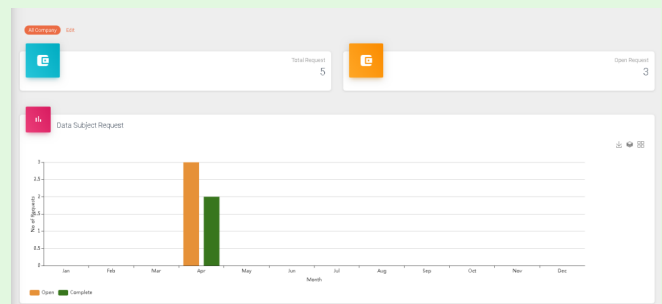 All Company
Total Request
5
Open Request
3
Data Subject Request
3
2.5
2
1.5
1
0.5
0
No of Requests
Jan Feb Mar Apr May Jun Jul Aug Sep Oct Nov Dec
Month
Open Complete